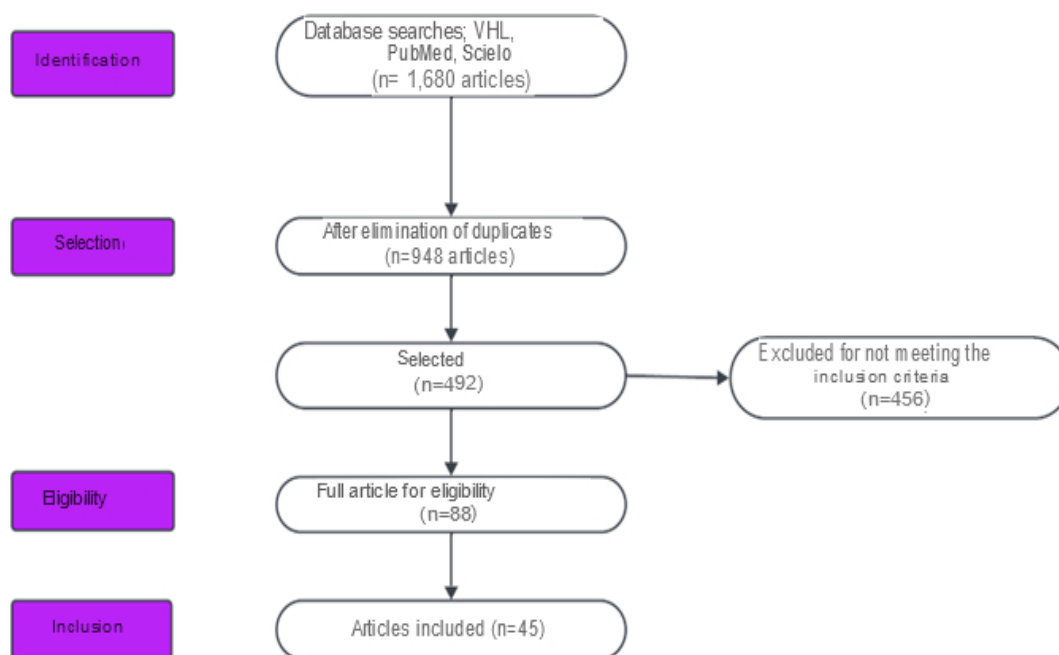 Identification
Database searches; VHL,
PubMed, Scielo
(n= 1,680 articles)
Selection
After elimination of duplicates
(n=948 articles)
Selected
(n=492)
Excluded for not meeting the
inclusion criteria
(n=456)
Eligibility
Full article for eligibility
(n=88)
Inclusion
Articles included (n=45)